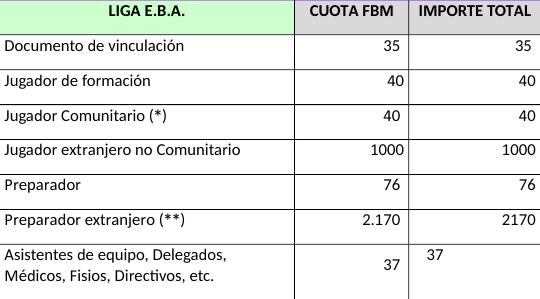 LIGA E.B.A. CUOTA FBM IMPORTE TOTAL
Documento de vinculación 35 35
Jugador de formación 40 40
Jugador Comunitario (*) 40 40
Jugador extranjero no Comunitario 1000 1000
Preparador 76 76
Preparador extranjero (**) 2.170 2170
Asistentes de equipo, Delegados,
Médicos, Fisios, Directivos, etc. 37 37